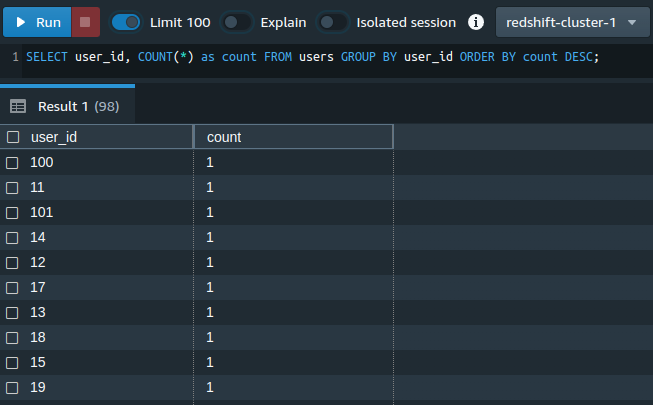 Run Limit 100 Explain Isolated session i redshift-cluster-1
1 SELECT user_id, COUNT(*) as count FROM users GROUP BY user_id ORDER BY count DESC;
Result 1 (98)
user_id count
100 1
11 1
101 1
14 1
12 1
17 1
13 1
18 1
15 1
19 1